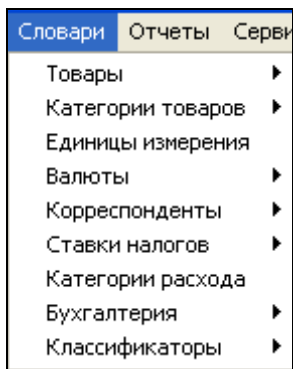 Словари Отчеты Серви
Товары
Категории товаров
Единицы измерения
Валюты
Корреспонденты
Ставки налогов
Категории расхода
Бухгалтерия
Классификаторы